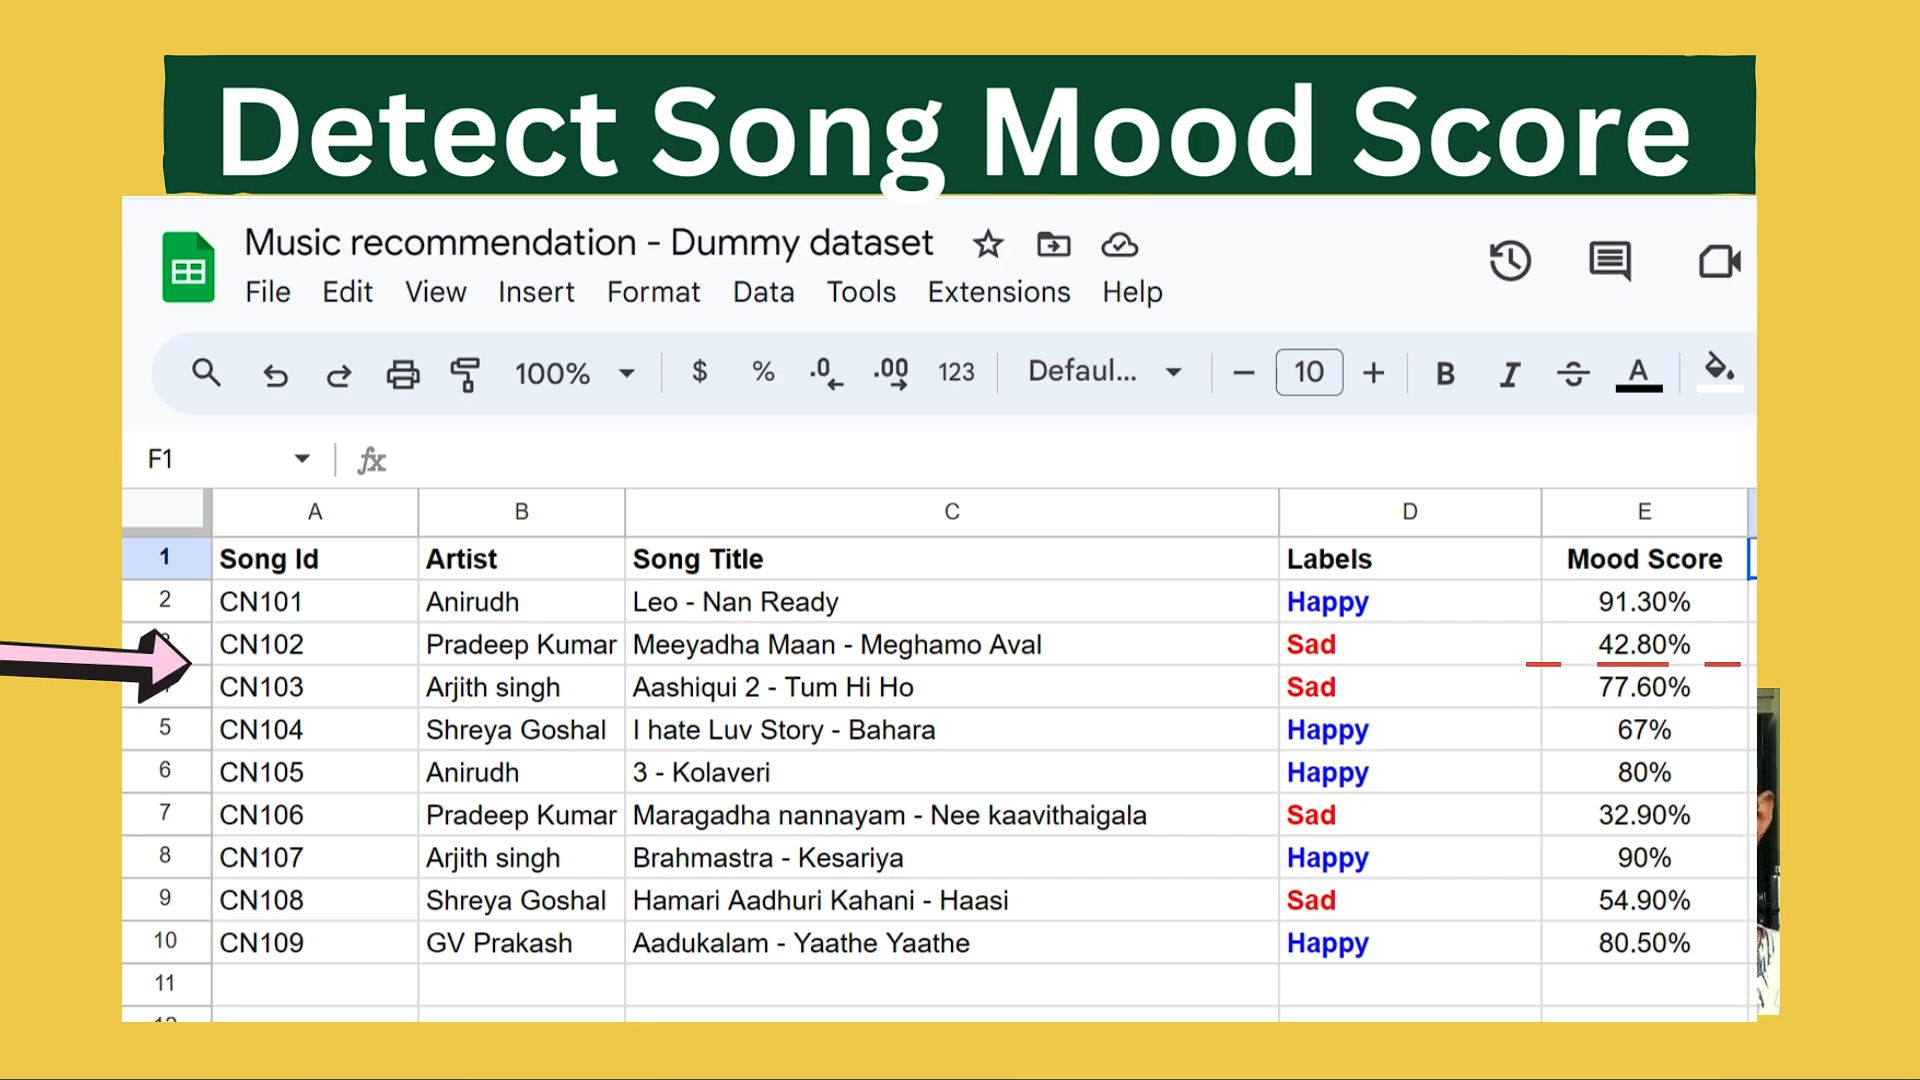 Detect Song Mood Score
Music recommendation - Dummy dataset
File Edit View Insert Format Data Tools Extensions Help
100% $ % .0 .00 123 Defaul... 10 B I S A
F1 fx
A B C D E
1 Song Id Artist Song Title Labels Mood Score
2 CN101 Anirudh Leo - Nan Ready Happy 91.30%
CN102 Pradeep Kumar Meeyadha Maan - Meghamo Aval Sad 42.80%
CN103 Arjith singh Aashiqui 2 - Tum Hi Ho Sad 77.60%
5 CN104 Shreya Goshal I hate Luv Story - Bahara Happy 67%
6 CN105 Anirudh 3 - Kolaveri Happy 80%
7 CN106 Pradeep Kumar Maragadha nannayam - Nee kaavithaigala Sad 32.90%
8 CN107 Arjith singh Brahmastra - Kesariya Happy 90%
9 CN108 Shreya Goshal Hamari Aadhuri Kahani - Haasi Sad 54.90%
10 CN109 GV Prakash Aadukalam - Yaathe Yaathe Happy 80.50%
11